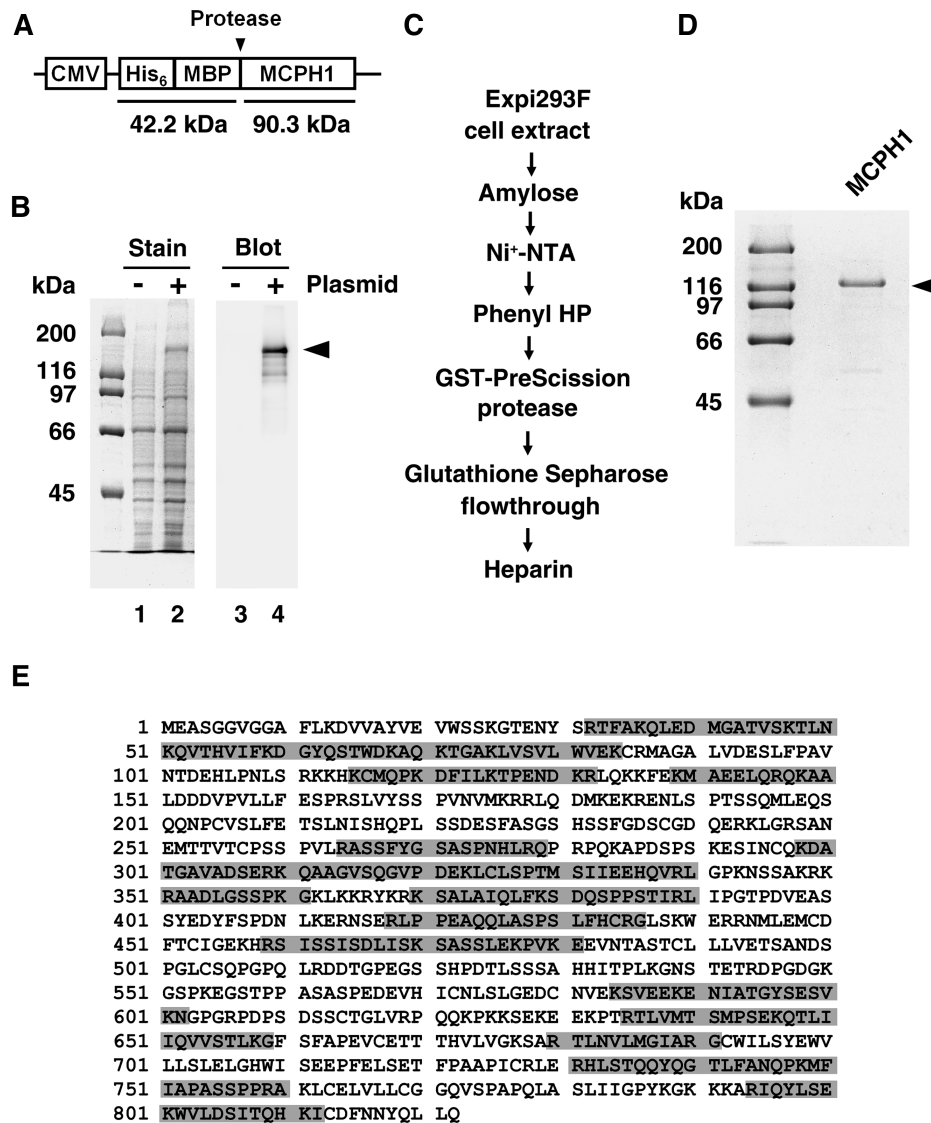 A
Protease
CMV His6 MBP MCPH1
42.2 kDa 90.3 kDa
B
Stain Blot
kDa - + - + Plasmid
200
116
97
66
45
1 2 3 4
C
Expi293F
cell extract
Amylose
Ni+-NTA
Phenyl HP
GST-PreScission
protease
Glutathione Sepharose
flowthrough
Heparin
D
MCPH1
kDa
200
116
97
66
45
E
1 MEASGGVGGA FLKDVVAYVE VWSSKGTENY SRTFAKQLED MGATVSKTLN
51 KQVTHVIFKD GYQSTWDKAQ KTGAKLVSVL WVEKCRMAGA LVDESLFPAV
101 NTDEHLPNLS RKKHKCMQPK DFILKTPEND KRLQKKFEKM AEELQRQKAA
151 LDDDVPVLLF ESPRSLVYSS PVNVMKRRLQ DMKEKRENLS PTSSQMLEQS
201 QQNPCVSLFE TSLNISHQPL SSDESFASGS HSSFGDSCGD QERKLGRSAN
251 EMTTVTCPSS PVLRASSFYG SASPNHLRQP RPQKAPDSPS KESINCQKDA
301 TGAVADSERK QAAGVSQGVP DEKLCLSPTM SIIEEHQVRL GPKNSSAKRK
351 RAADLGSSPK GKLKKRYKRK SALAIQLFKS DQSPPSTIRL IPGTPDVEAS
401 SYEDYFSPDN LKERNSERLP PEAQQLASPS LFHCRGLSKW ERRNMLEMCD
451 FTCIGEKHRS ISSISDLISK SASSLEKPVK EEVNTASTCL LLVETSANDS
501 PGLCSQPGPQ LRDDTGPEGS SHPDTLSSSA HHITPLKGNS TETRDPGDGK
551 GSPKEGSTPP ASASPEDEVH ICNLSLGEDC NVEKSVEEKE NIATGYSESV
601 KNGPGRPDPS DSSCTGLVRP QQKPKKSEKE EKPTRTLVMT SMPSEKQTLI
651 IQVVSTLKGF SFAPEVCETT THVLVGKSAR TLNVLMGIAR GCWILSYEWV
701 LLSLELGHWI SEEPFELSET FPAAPICRLE RHLSTQQYQG TLFANQPKMF
751 IAPASSPPRA KLCELVLLCG GQVSPAPQLA SLIIGPYKGK KKARIQYLSE
801 KWVLDSITQH KICDFNNYQL LQ